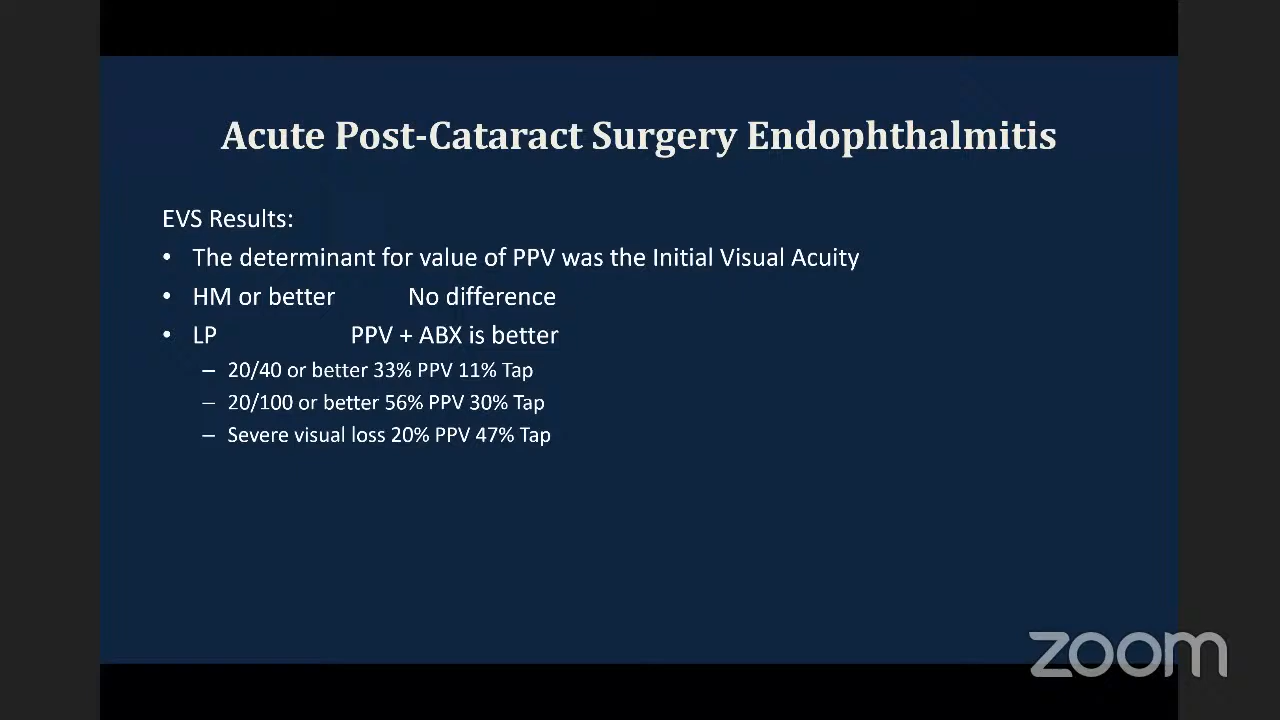 Acute Post-Cataract Surgery Endophthalmitis
EVS Results:
• The determinant for value of PPV was the Initial Visual Acuity
• HM or better No difference
• LP PPV + ABX is better
– 20/40 or better 33% PPV 11% Tap
– 20/100 or better 56% PPV 30% Tap
– Severe visual loss 20% PPV 47% Tap
zoom